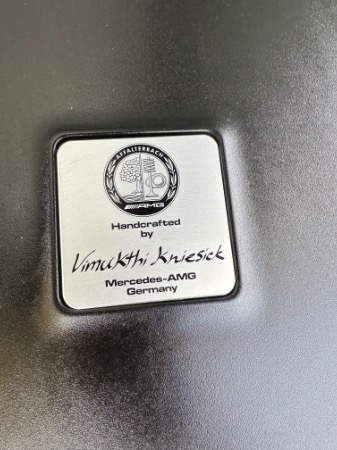 AFFALTERBACH
AMG
Handcrafted
by
Vimukthi Kniesick
Mercedes-AMG
Germany